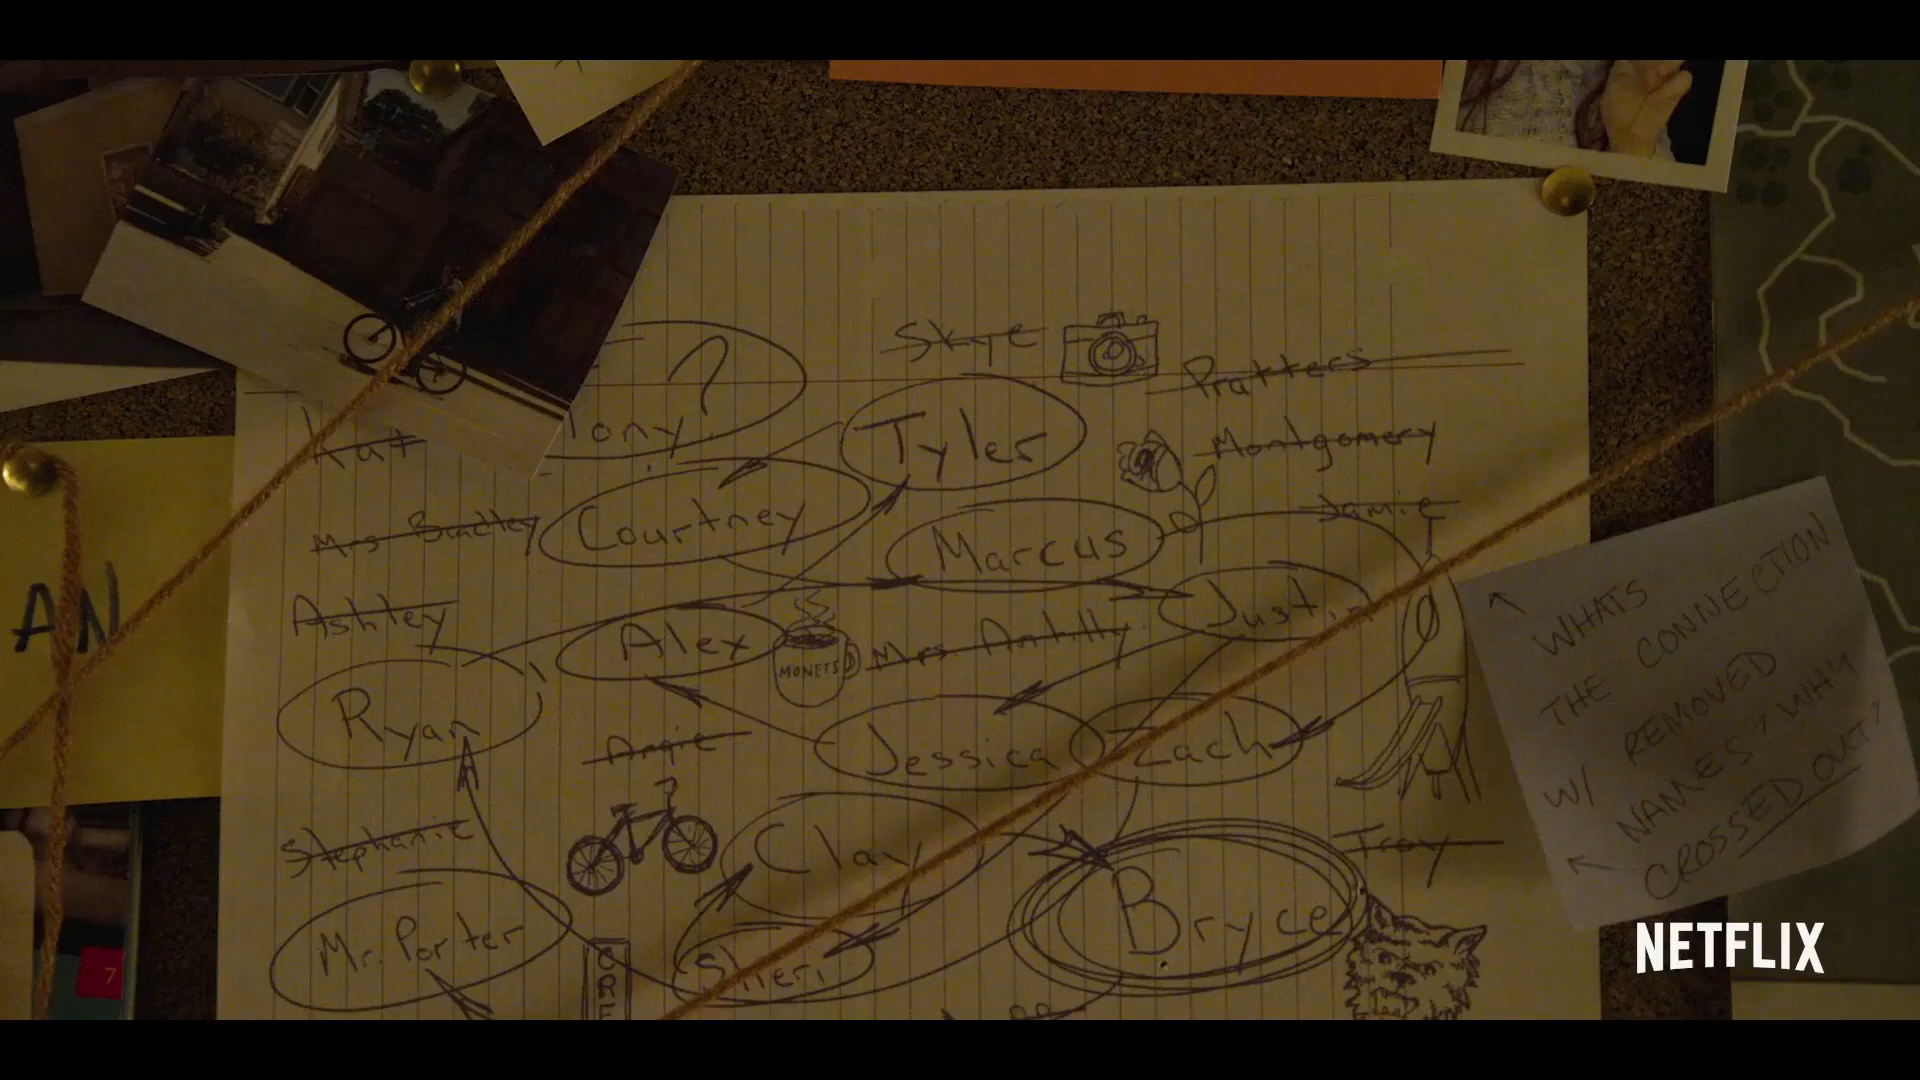 Skye
Pratters
?
Tony
Kat
Tyler
Montgomery
Courtney
Mrs Bradley
Jamie
Marcus
Ashley
Justin
AN
Alex
MONETS
Mrs. Antilly
Ryan
Angie
Jessica
Zach
WHATS
THE CONNECTION
W/ REMOVED
NAMES? WHY
CROSSED OUT?
Stephanie
Clay
Troy
Bryce
Mr. Porter
Sheri
CRE
7
NETFLIX